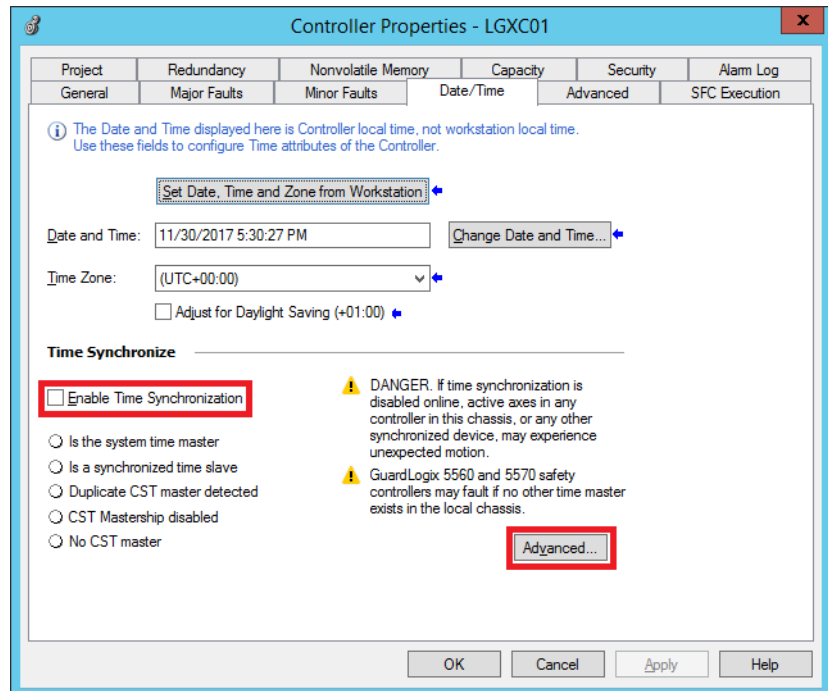 Controller Properties - LGXC01
x
Project Redundancy Nonvolatile Memory Capacity Security Alarm Log
General Major Faults Minor Faults Date/Time Advanced SFC Execution
The Date and Time displayed here is Controller local time, not workstation local time.
Use these fields to configure Time attributes of the Controller.
Set Date, Time and Zone from Workstation
Date and Time: 11/30/2017 5:30:27 PM Change Date and Time...
Time Zone: (UTC+00:00)
Adjust for Daylight Saving (+01:00)
Time Synchronize
Enable Time Synchronization
Is the system time master
Is a synchronized time slave
Duplicate CST master detected
CST Mastership disabled
No CST master
DANGER. If time synchronization is
disabled online, active axes in any
controller in this chassis, or any other
synchronized device, may experience
unexpected motion.
GuardLogix 5560 and 5570 safety
controllers may fault if no other time master
exists in the local chassis.
Advanced...
OK Cancel Apply Help